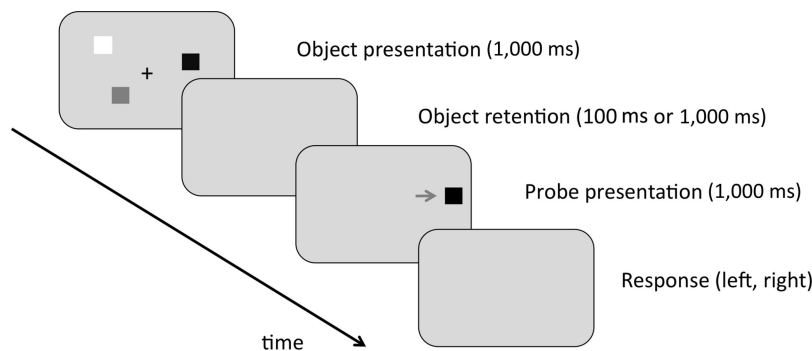 Object presentation (1,000 ms)
Object retention (100 ms or 1,000 ms)
Probe presentation (1,000 ms)
Response (left, right)
time